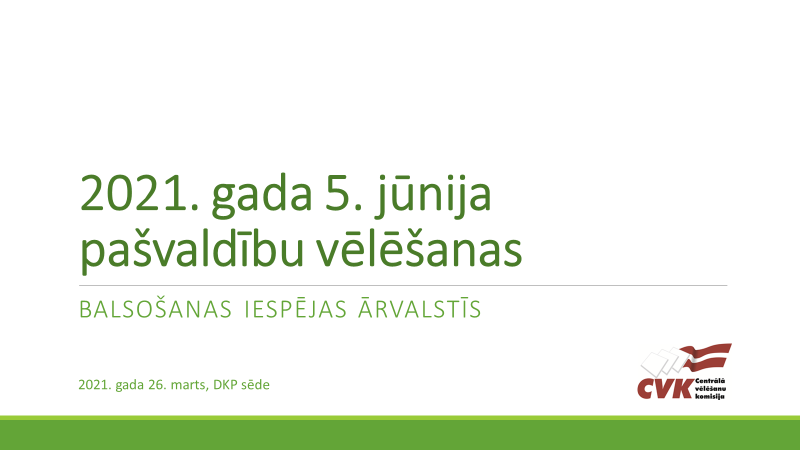 2021. gada 5. jūnija
pašvaldību vēlēšanas
BALSOŠANAS IESPĒJAS ĀRVALSTĪS
2021. gada 26. marts, DKP sēde
CVK
Centrālā
vēlēšanu
komisija